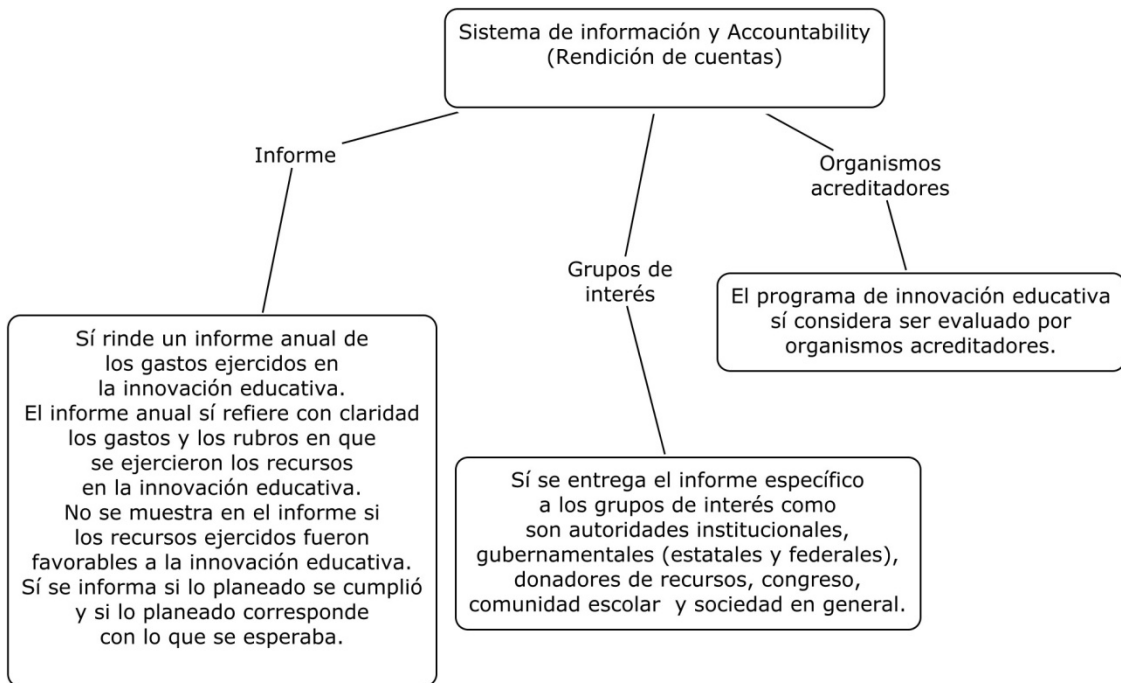 Sistema de información y Accountability
(Rendición de cuentas)
Informe
Grupos de
interés
Organismos
acreditadores
Sí rinde un informe anual de
los gastos ejercidos en
la innovación educativa.
El informe anual sí refiere con claridad
los gastos y los rubros en que
se ejercieron los recursos
en la innovación educativa.
No se muestra en el informe si
los recursos ejercidos fueron
favorables a la innovación educativa.
Sí se informa si lo planeado se cumplió
y si lo planeado corresponde
con lo que se esperaba.
Sí se entrega el informe específico
a los grupos de interés como
son autoridades institucionales,
gubernamentales (estatales y federales),
donadores de recursos, congreso,
comunidad escolar y sociedad en general.
El programa de innovación educativa
sí considera ser evaluado por
organismos acreditadores.